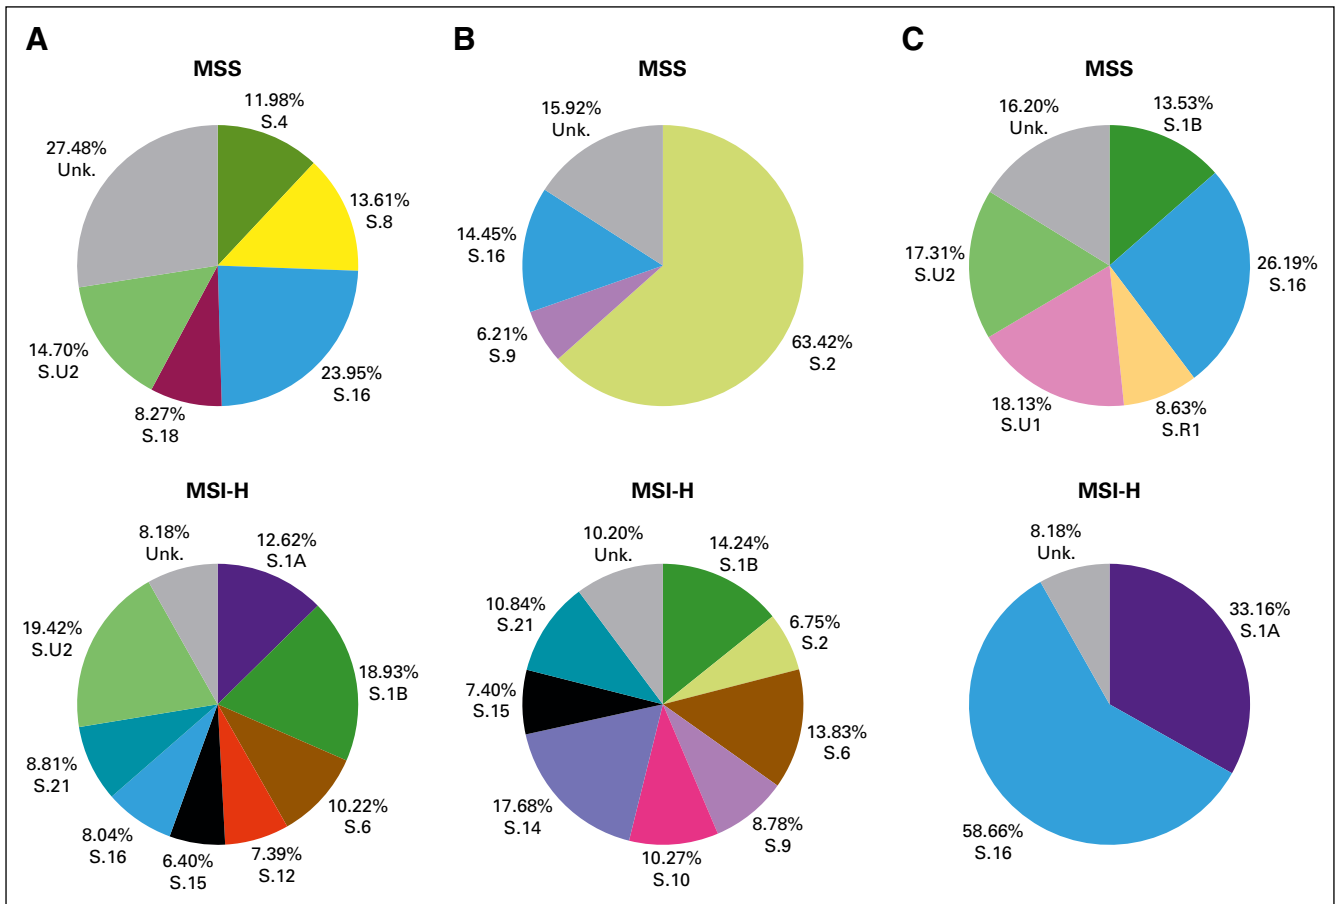 A
B
C
MSS
11.98%
S.4
13.61%
S.8
23.95%
S.16
8.27%
S.18
14.70%
S.U2
27.48%
Unk.
MSS
63.42%
S.2
6.21%
S.9
14.45%
S.16
15.92%
Unk.
MSS
13.53%
S.1B
26.19%
S.16
8.63%
S.R1
18.13%
S.U1
17.31%
S.U2
16.20%
Unk.
MSI-H
12.62%
S.1A
18.93%
S.1B
10.22%
S.6
7.39%
S.12
6.40%
S.15
8.04%
S.16
8.81%
S.21
19.42%
S.U2
8.18%
Unk.
MSI-H
14.24%
S.1B
6.75%
S.2
13.83%
S.6
8.78%
S.9
10.27%
S.10
17.68%
S.14
7.40%
S.15
10.84%
S.21
10.20%
Unk.
MSI-H
33.16%
S.1A
58.66%
S.16
8.18%
Unk.